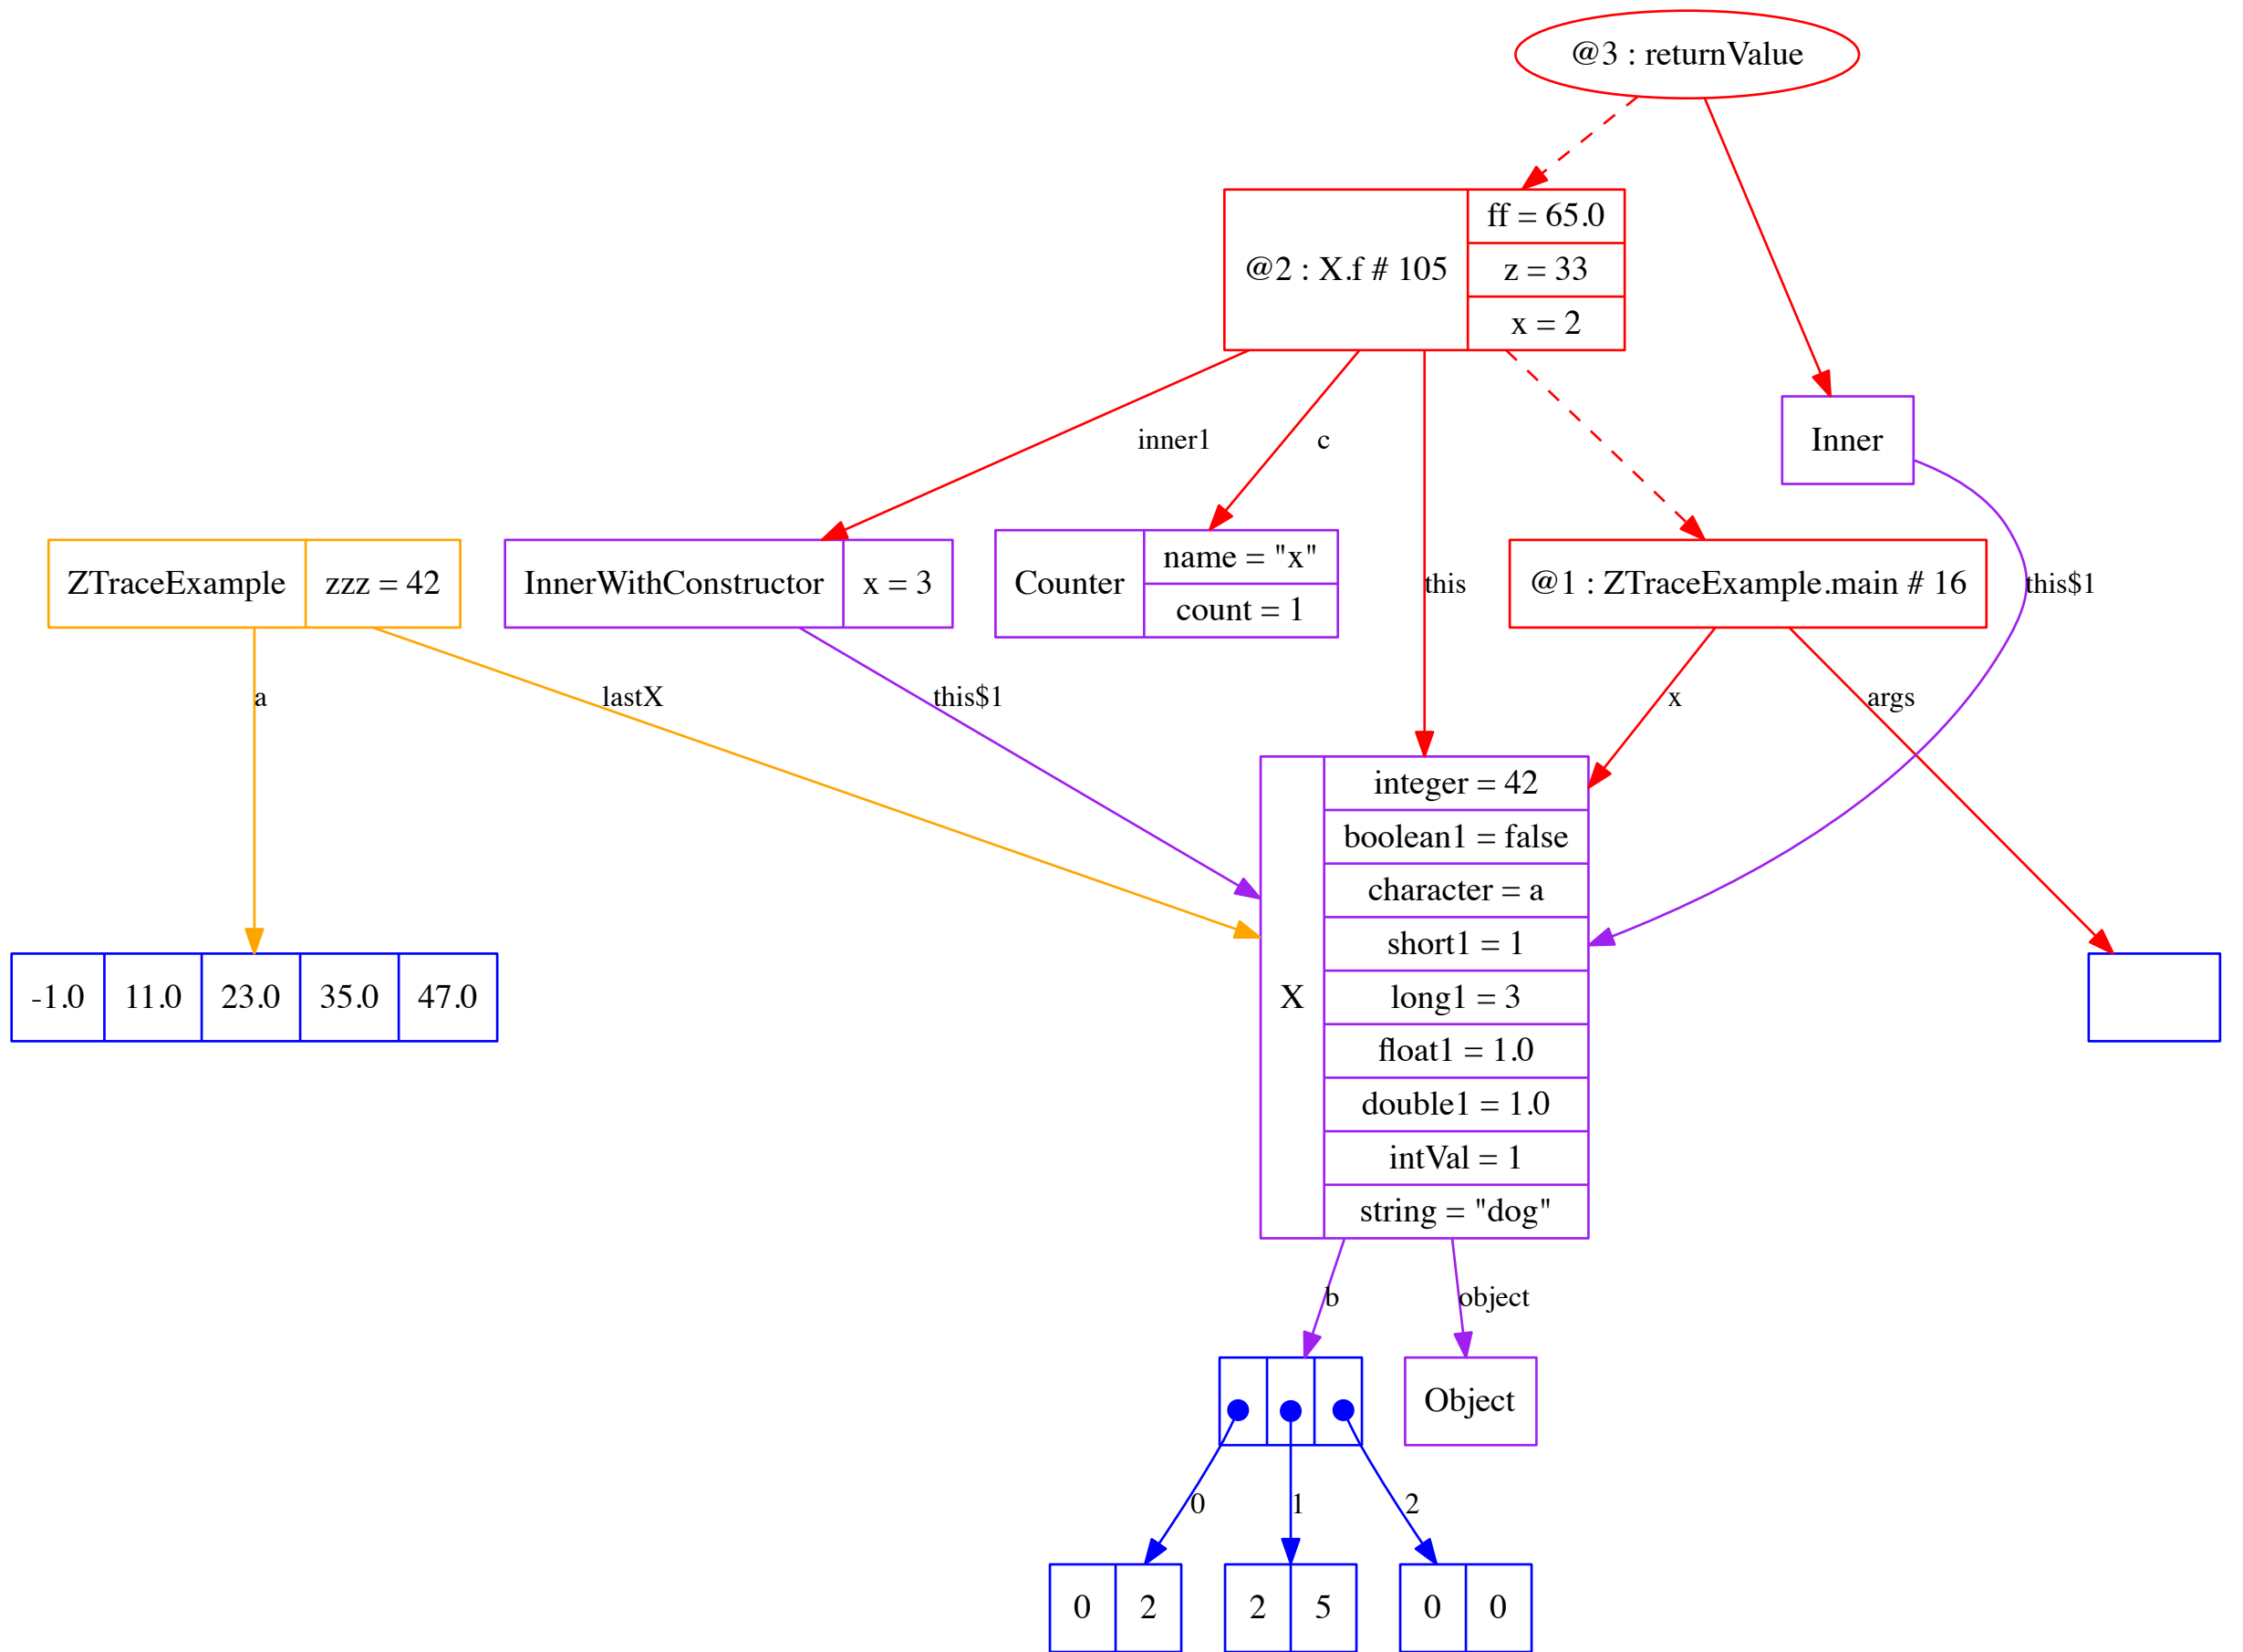 @3 : returnValue
@2 : X.f # 105
ff = 65.0
z = 33
x = 2
inner1
c
Inner
ZTraceExample
zzz = 42
InnerWithConstructor
x = 3
Counter
name = "x"
count = 1
this
@1 : ZTraceExample.main # 16
this$1
a
lastX
this$1
x
args
-1.0
11.0
23.0
35.0
47.0
X
integer = 42
boolean1 = false
character = a
short1 = 1
long1 = 3
float1 = 1.0
double1 = 1.0
intVal = 1
string = "dog"
b
object
Object
0
1
2
0
2
2
5
0
0